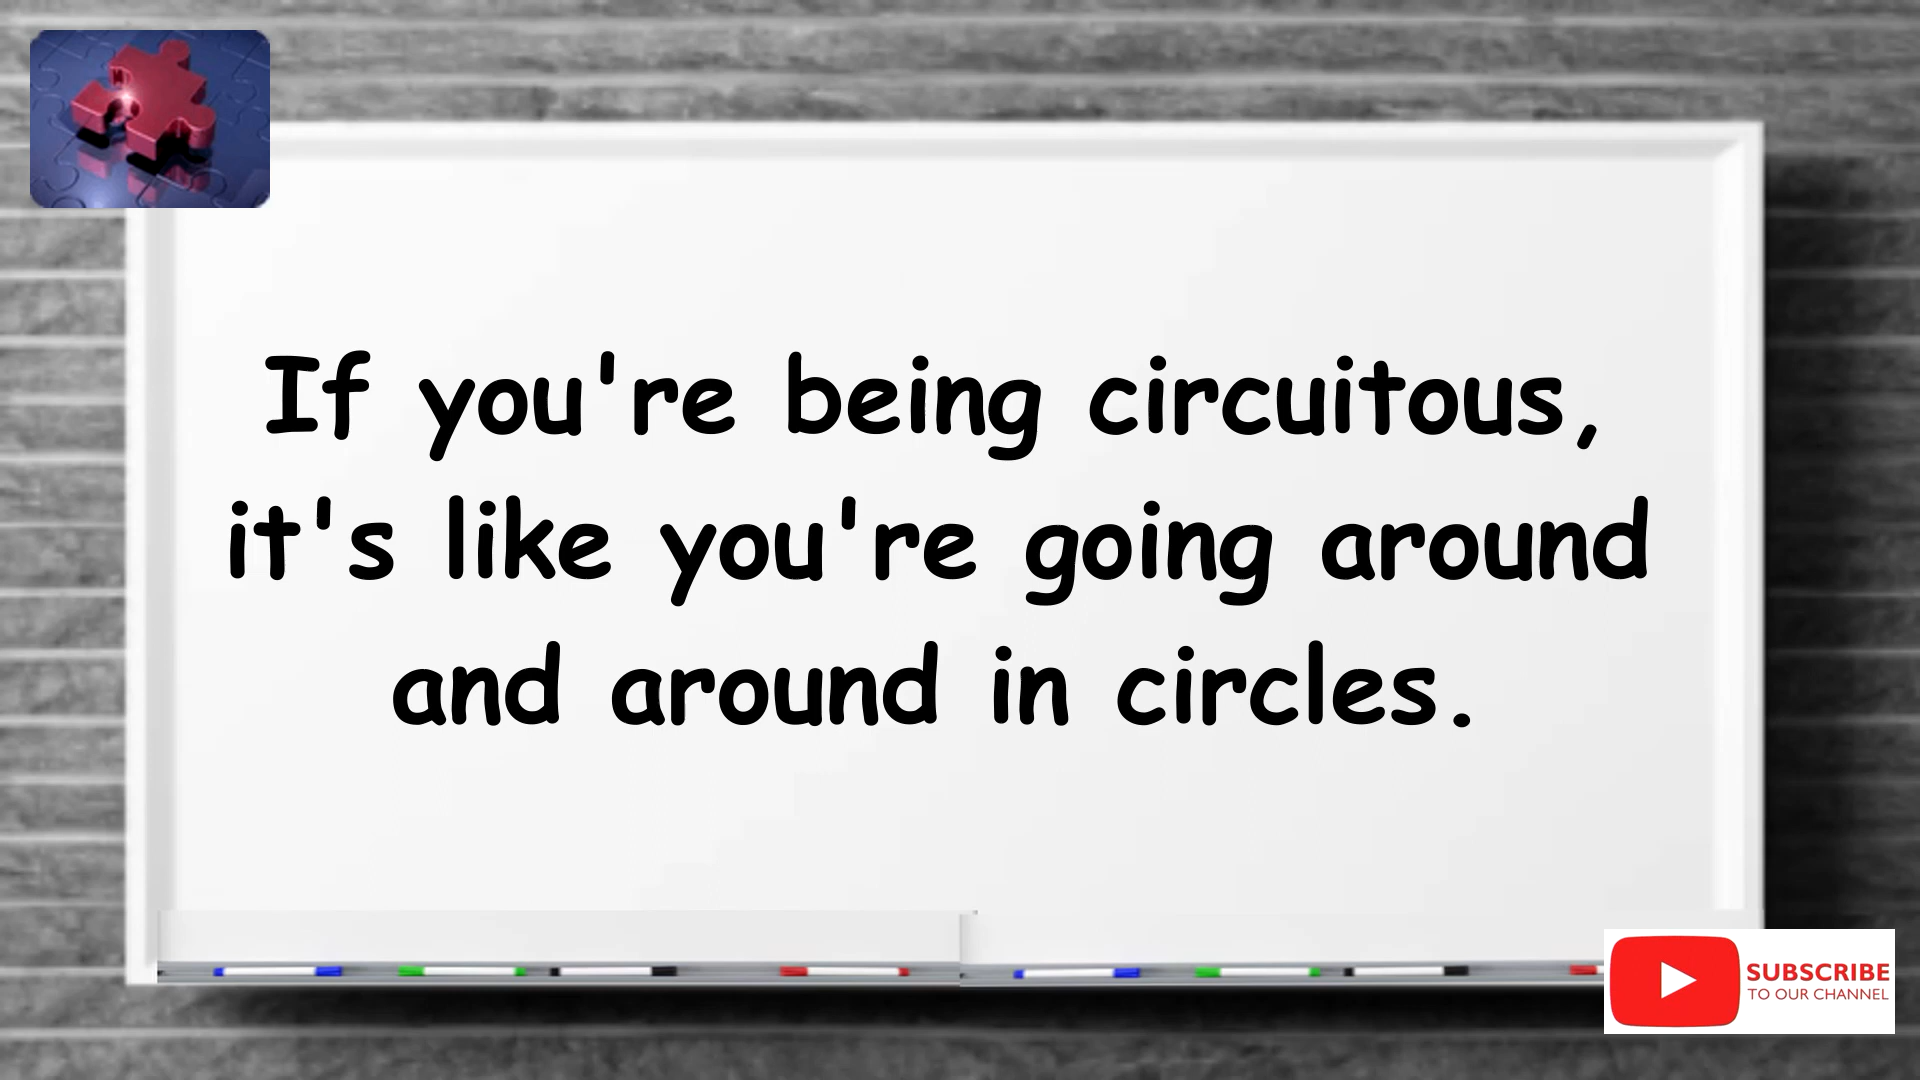 If you're being circuitous,
it's like you're going around
and around in circles.
SUBSCRIBE
TO OUR CHANNEL